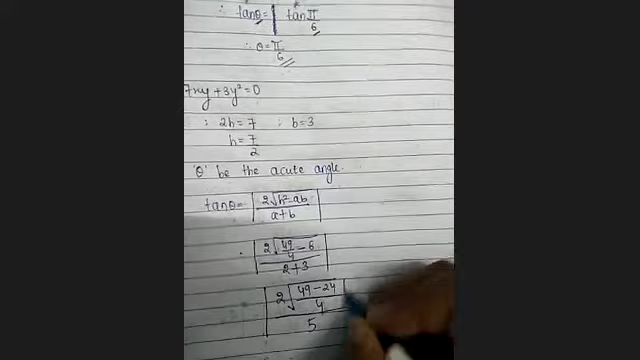 ∴ tanθ = | tan π/6
∴ θ = π/6
7xy + 3y² = 0
∴ 2h = 7 ∴ b = 3
h = 7/2
'θ' be the acute angle.
tanθ = | 2√(h²-ab) / a+b |
| 2√(49/4 - 6) / 2+3 |
| 2√(49-24 / 4) / 5